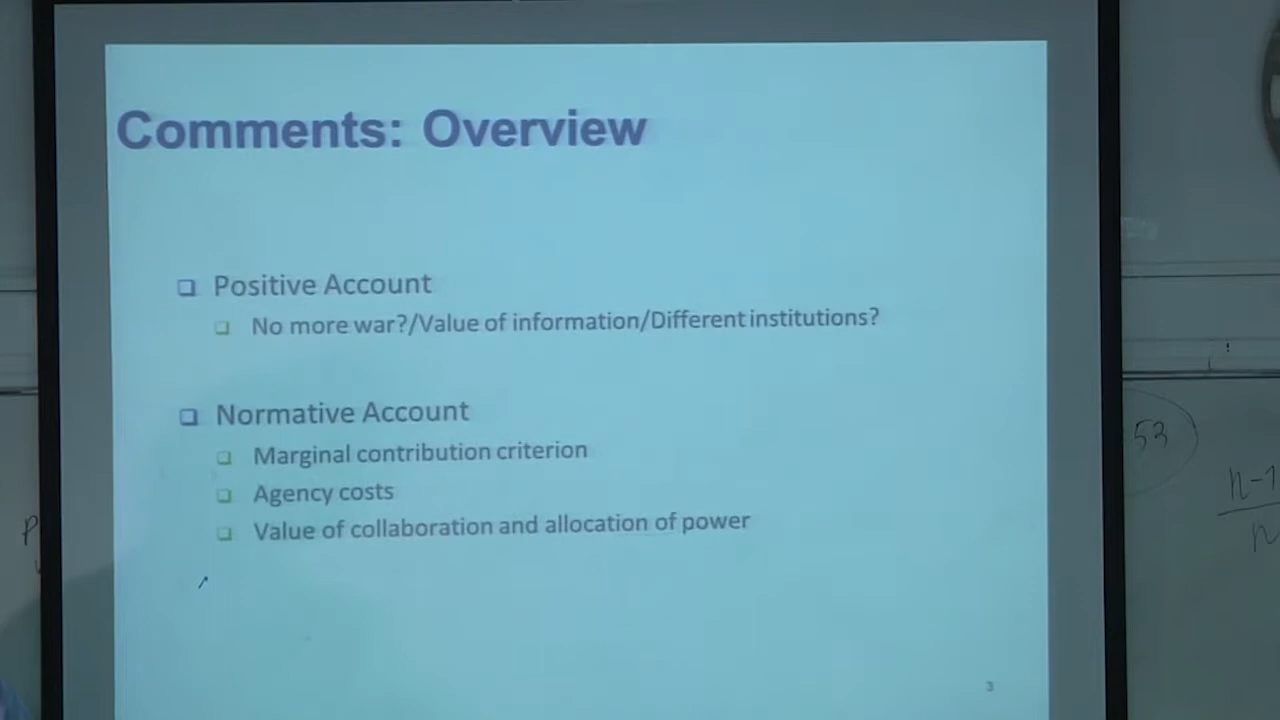 Comments: Overview
Positive Account
No more war?/Value of information/Different institutions?
Normative Account
Marginal contribution criterion
Agency costs
Value of collaboration and allocation of power
3
53
n-1
n
P